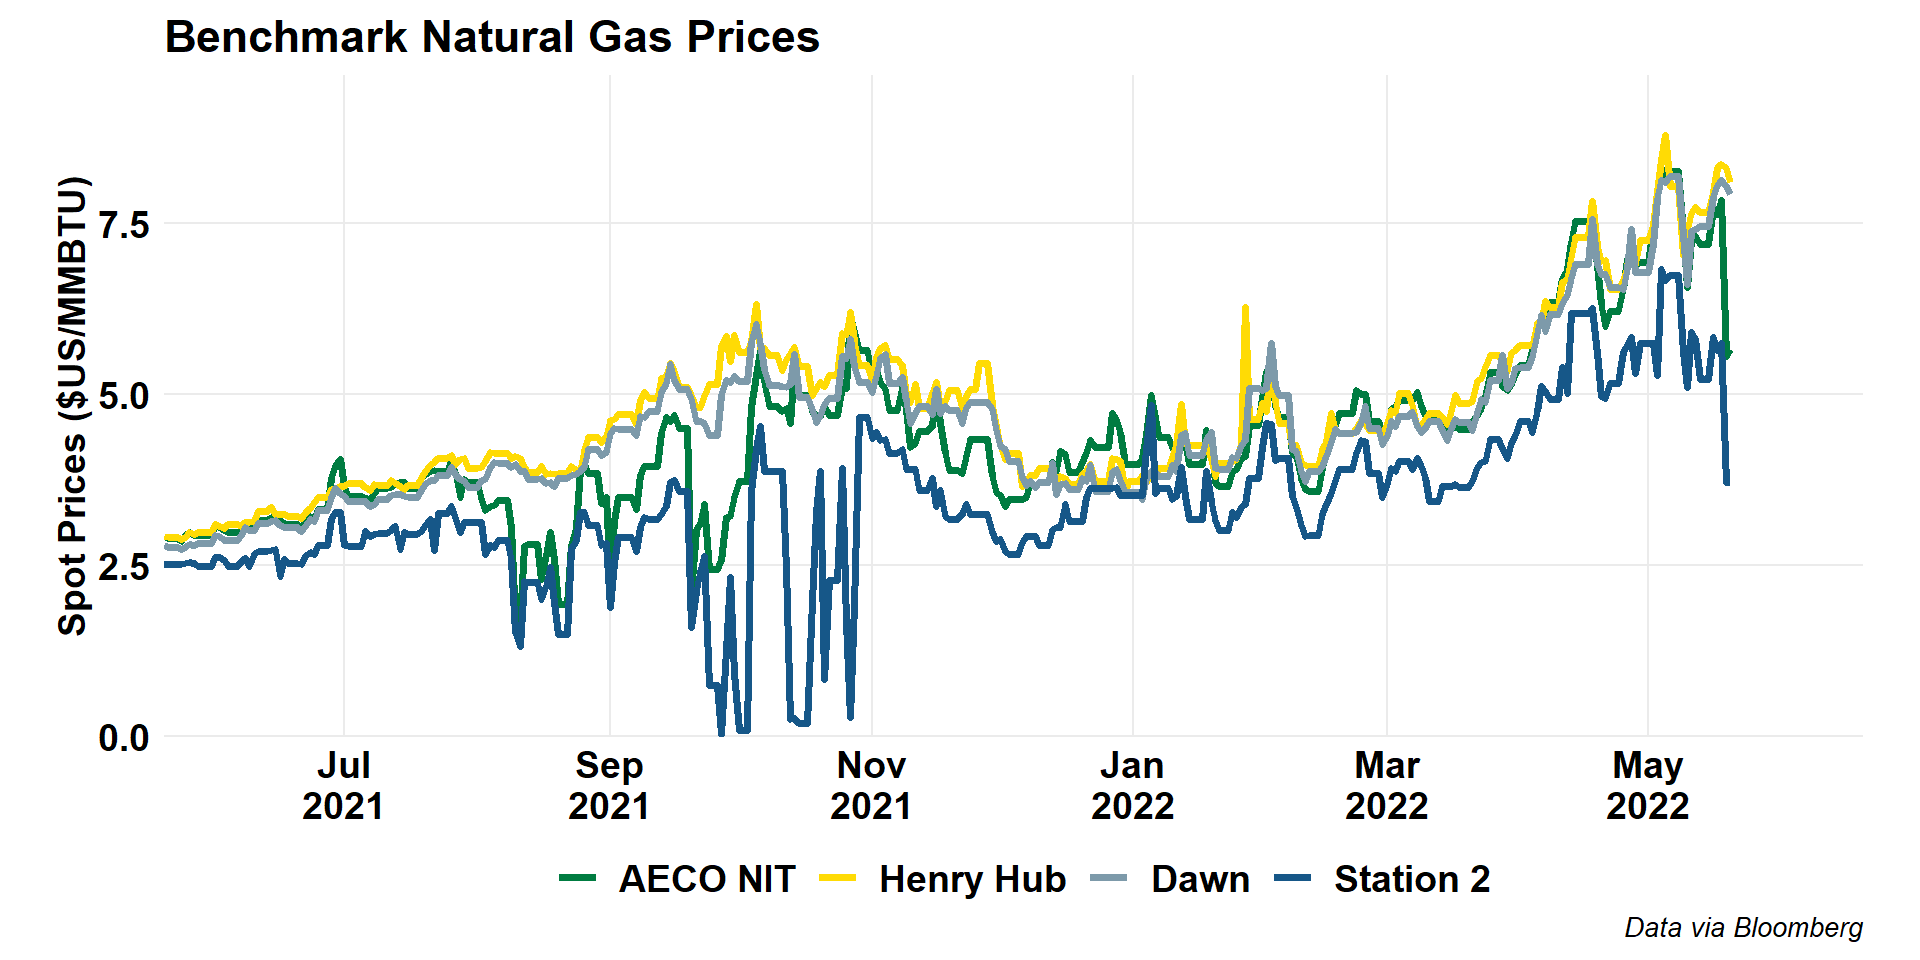 Benchmark Natural Gas Prices
Spot Prices ($US/MMBTU)
7.5
5.0
2.5
0.0
Jul Sep Nov Jan Mar May
2021 2021 2021 2022 2022 2022
AECO NIT Henry Hub Dawn Station 2
Data via Bloomberg